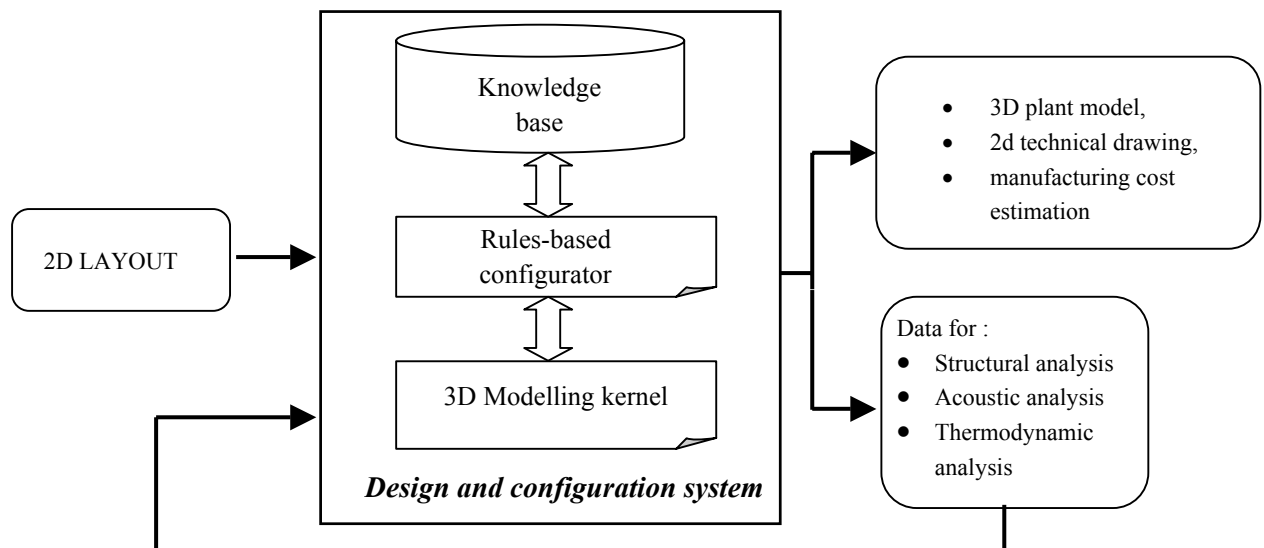 2D LAYOUT
Knowledge
base
Rules-based
configurator
3D Modelling kernel
Design and configuration system
• 3D plant model,
• 2d technical drawing,
• manufacturing cost
estimation
Data for :
• Structural analysis
• Acoustic analysis
• Thermodynamic
analysis